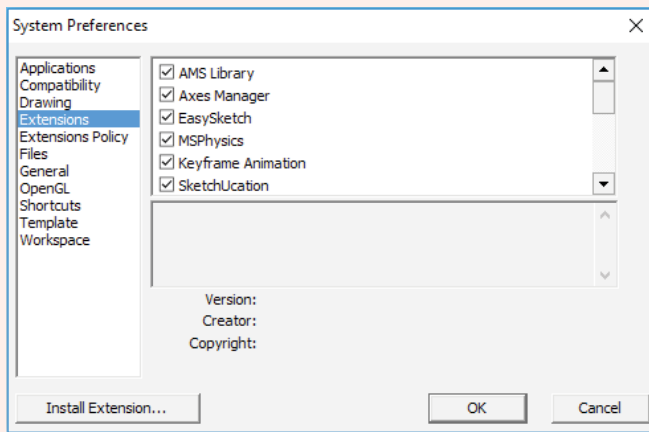 System Preferences
Applications
Compatibility
Drawing
Extensions
Extensions Policy
Files
General
OpenGL
Shortcuts
Template
Workspace
AMS Library
Axes Manager
EasySketch
MSPhysics
Keyframe Animation
SketchUcation
Version:
Creator:
Copyright:
Install Extension...
OK
Cancel